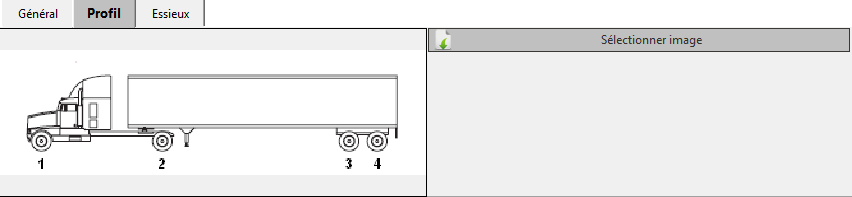 Général Profil Essieux
Sélectionner image
1 2 3 4